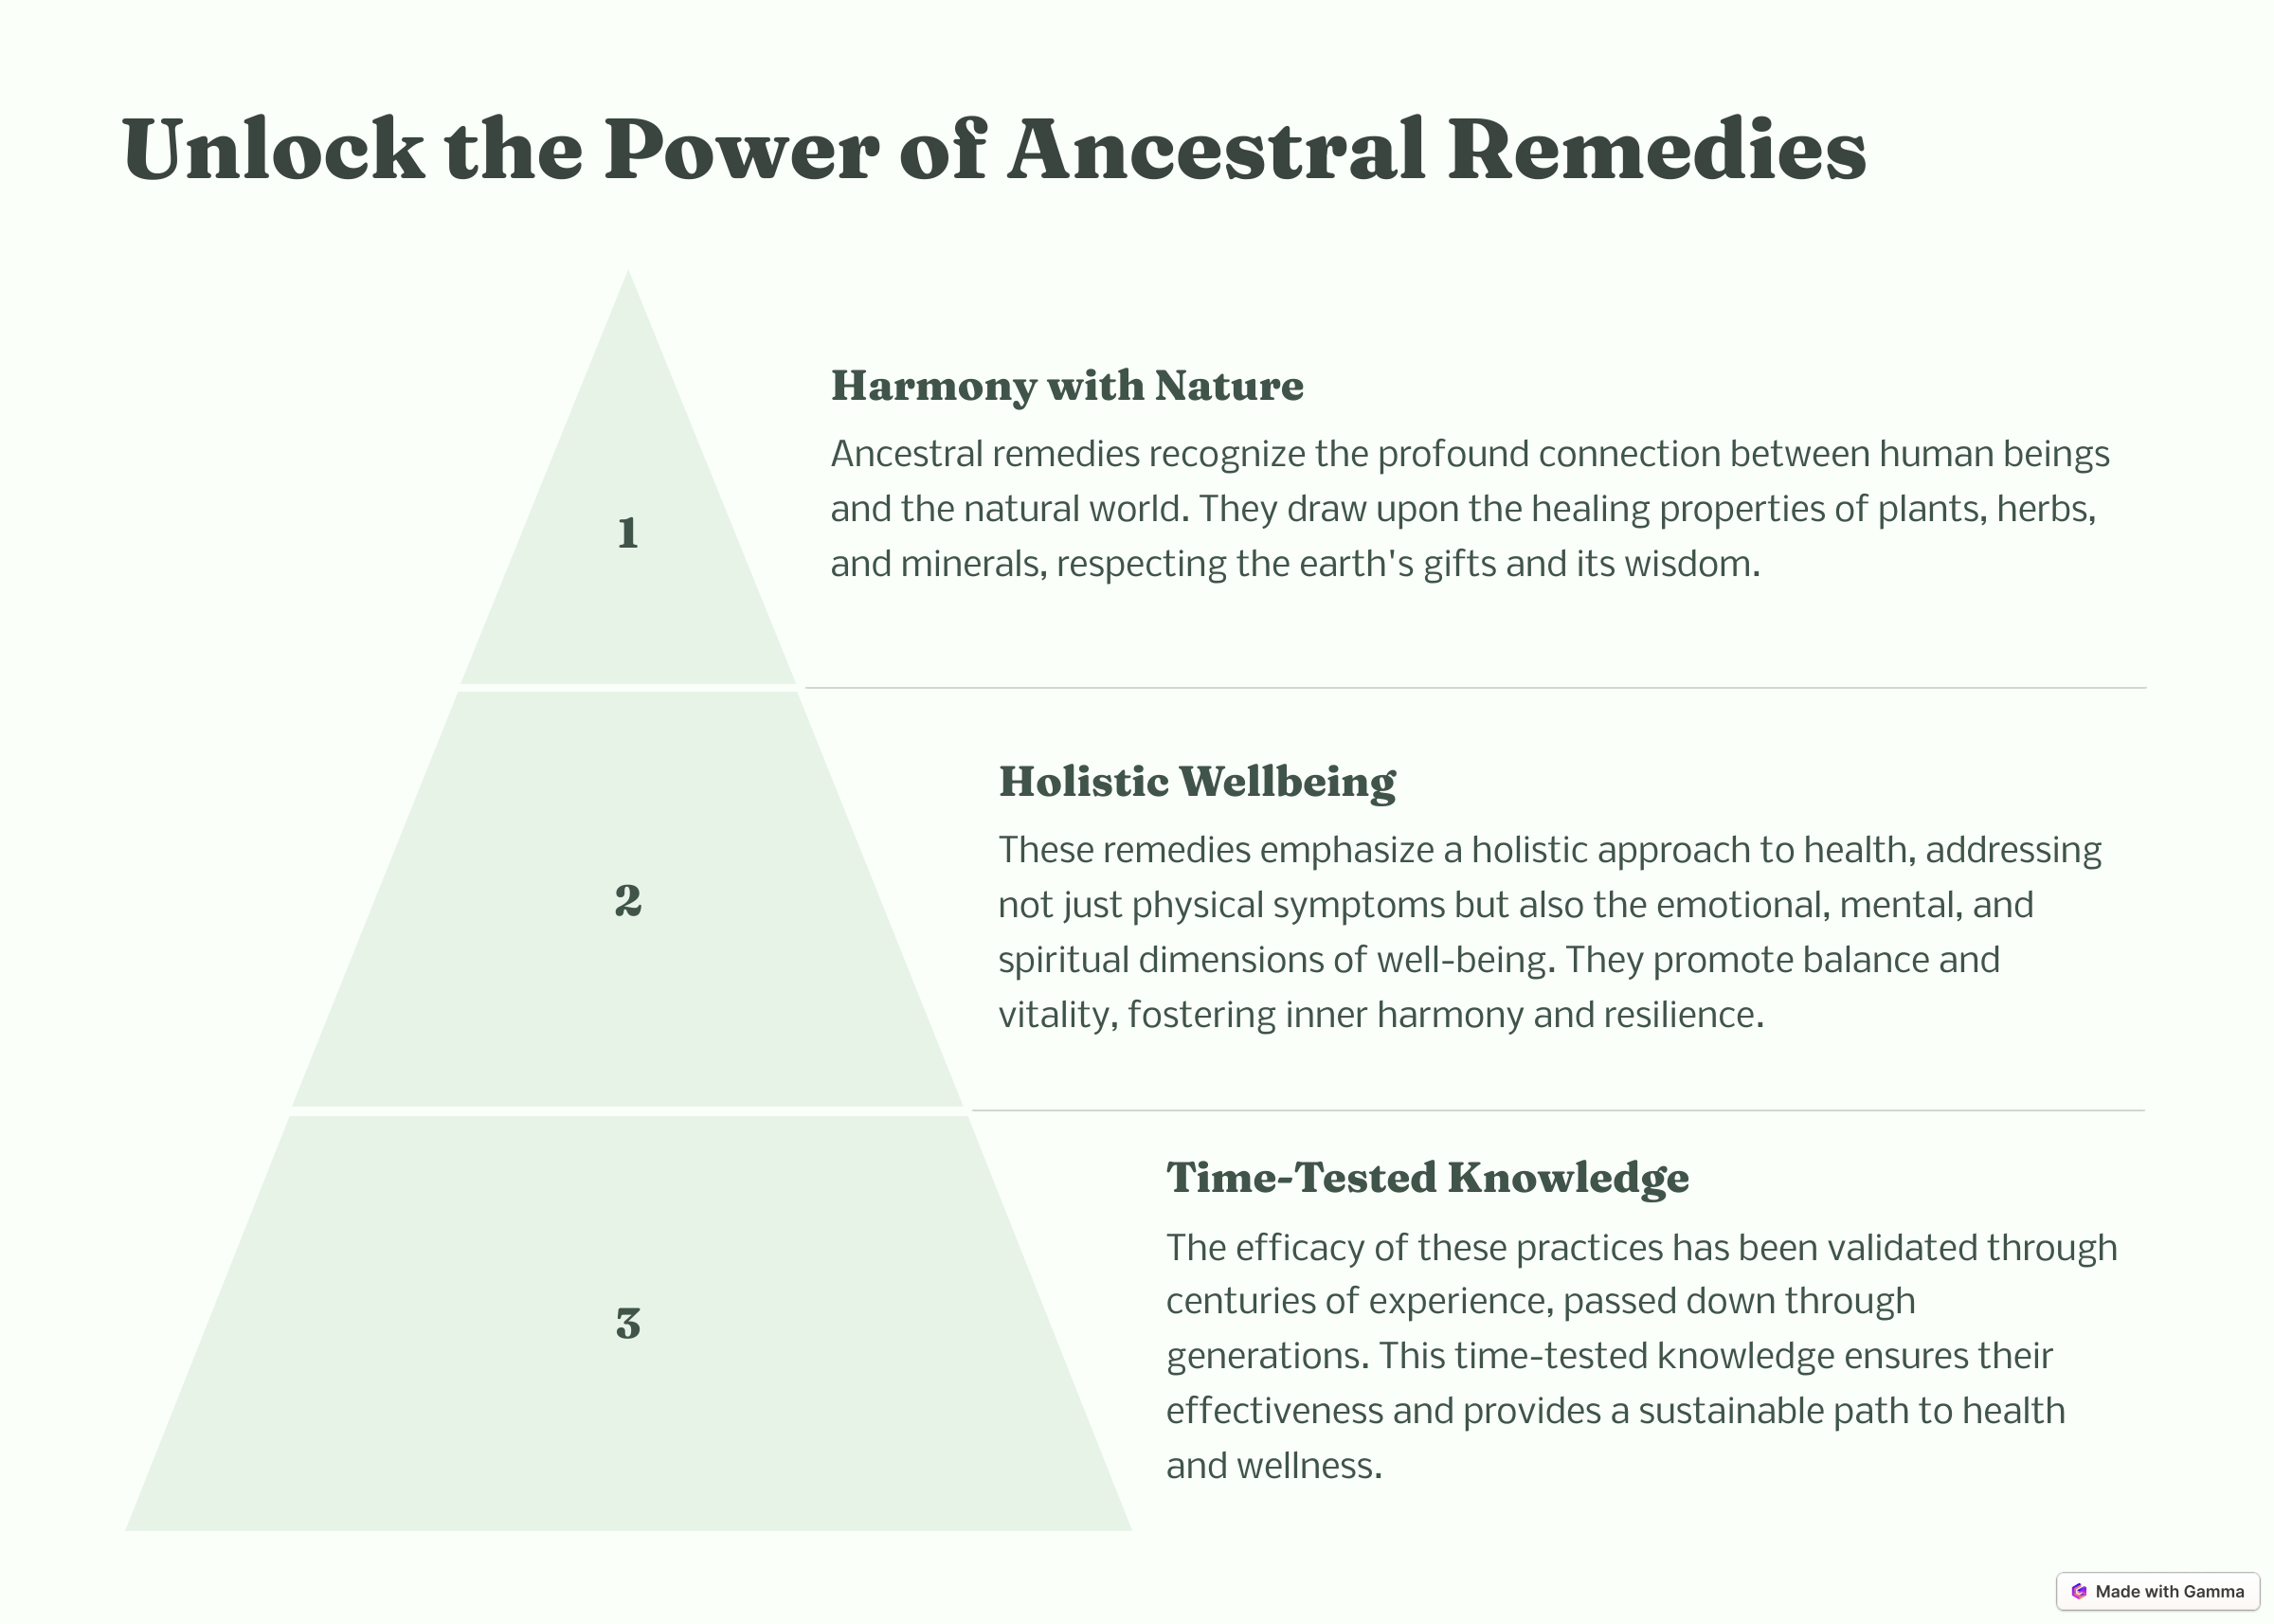 Unlock the Power of Ancestral Remedies
1
Harmony with Nature
Ancestral remedies recognize the profound connection between human beings
and the natural world. They draw upon the healing properties of plants, herbs,
and minerals, respecting the earth's gifts and its wisdom.
2
Holistic Wellbeing
These remedies emphasize a holistic approach to health, addressing
not just physical symptoms but also the emotional, mental, and
spiritual dimensions of well-being. They promote balance and
vitality, fostering inner harmony and resilience.
3
Time-Tested Knowledge
The efficacy of these practices has been validated through
centuries of experience, passed down through
generations. This time-tested knowledge ensures their
effectiveness and provides a sustainable path to health
and wellness.
Made with Gamma